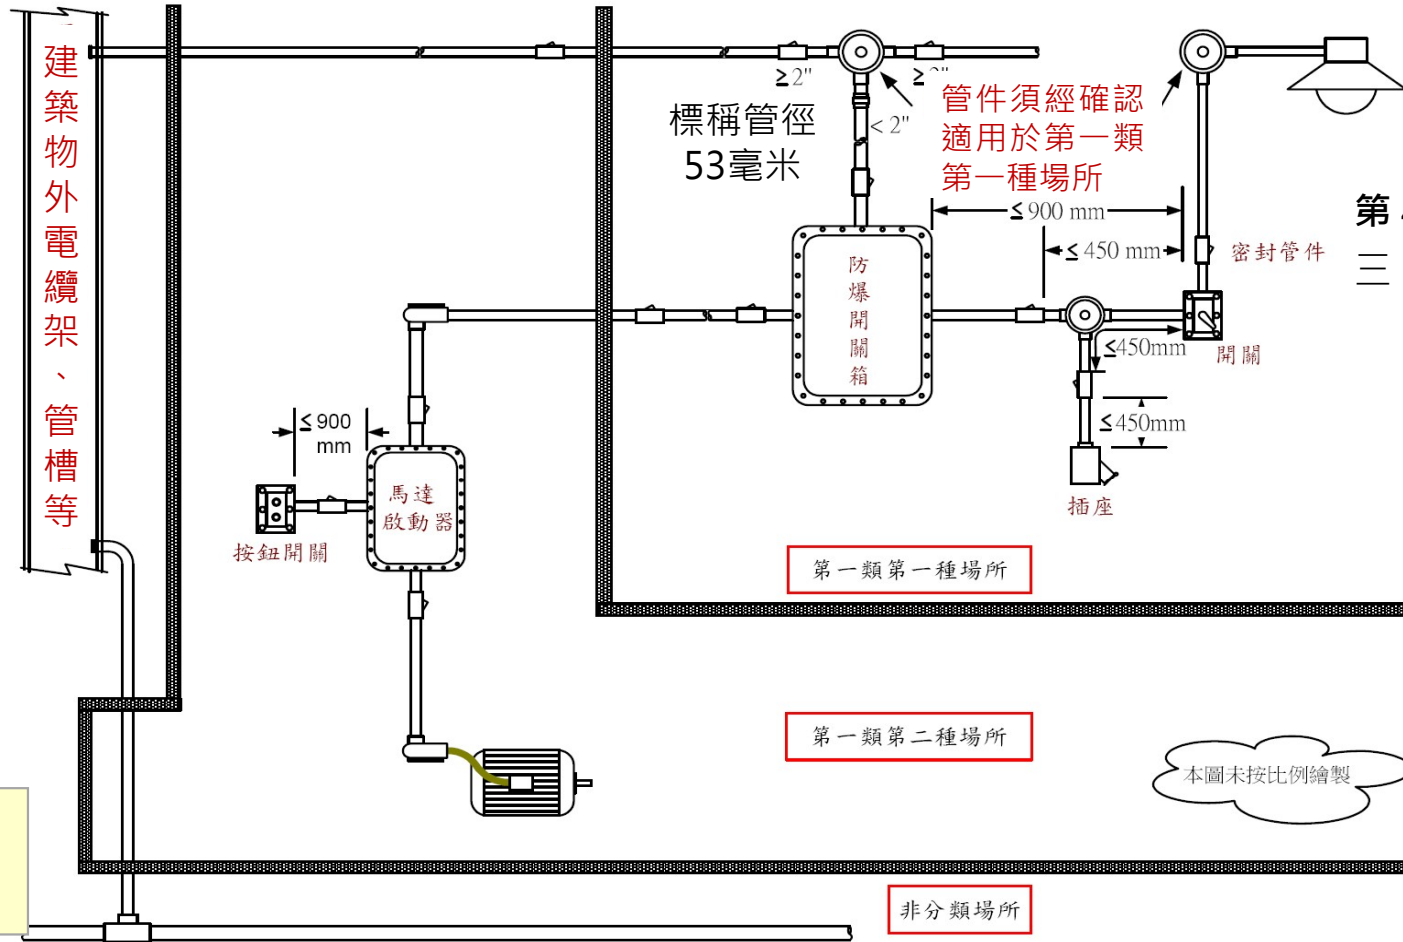 建築物外電纜架、管槽等
≥2"
≥2"
標稱管徑
53毫米
< 2"
管件須經確認
適用於第一類
第一種場所
≤ 900 mm
≤ 450 mm
第
三
密封管件
防爆開關箱
≤450mm
開關
≤450mm
插座
≤ 900
mm
馬達
啟動器
按鈕開關
第一類第一種場所
第一類第二種場所
本圖未按比例繪製
非分類場所